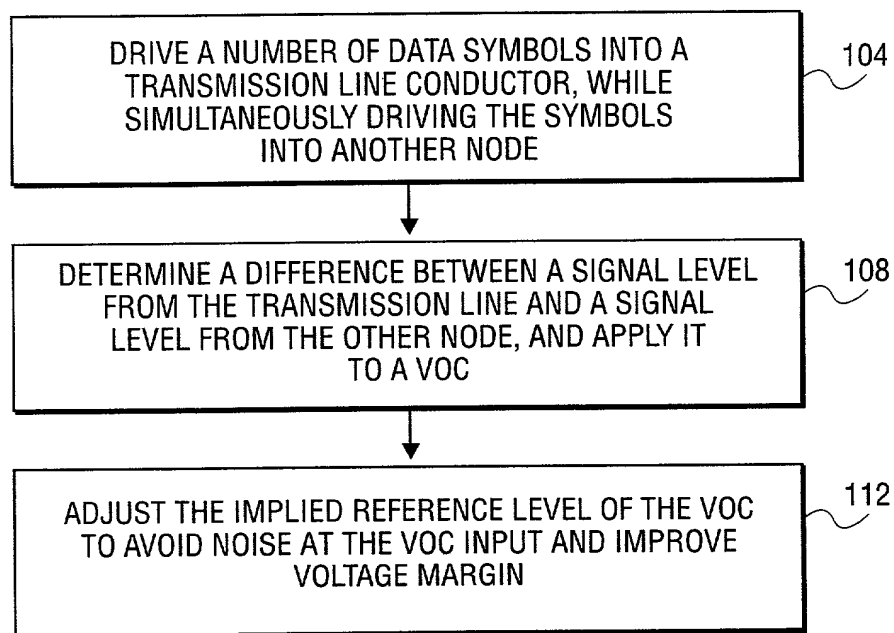 DRIVE A NUMBER OF DATA SYMBOLS INTO A
TRANSMISSION LINE CONDUCTOR, WHILE
SIMULTANEOUSLY DRIVING THE SYMBOLS
INTO ANOTHER NODE
104
DETERMINE A DIFFERENCE BETWEEN A SIGNAL LEVEL
FROM THE TRANSMISSION LINE AND A SIGNAL
LEVEL FROM THE OTHER NODE, AND APPLY IT
TO A VOC
108
ADJUST THE IMPLIED REFERENCE LEVEL OF THE VOC
TO AVOID NOISE AT THE VOC INPUT AND IMPROVE
VOLTAGE MARGIN
112